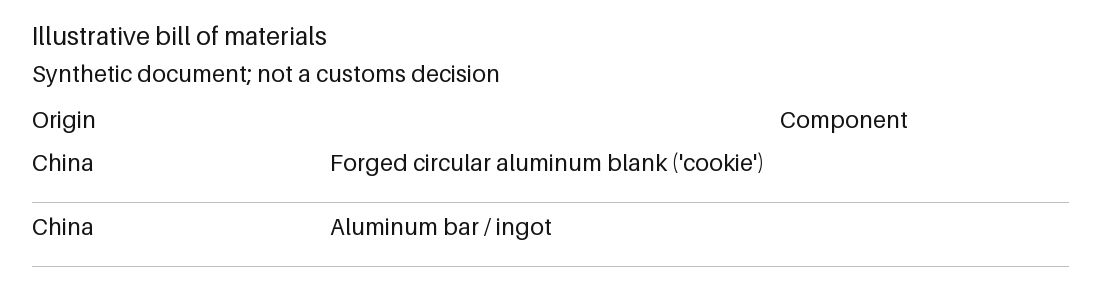 Illustrative bill of materials
Synthetic document; not a customs decision
Origin Component
China Forged circular aluminum blank ('cookie')
China Aluminum bar / ingot